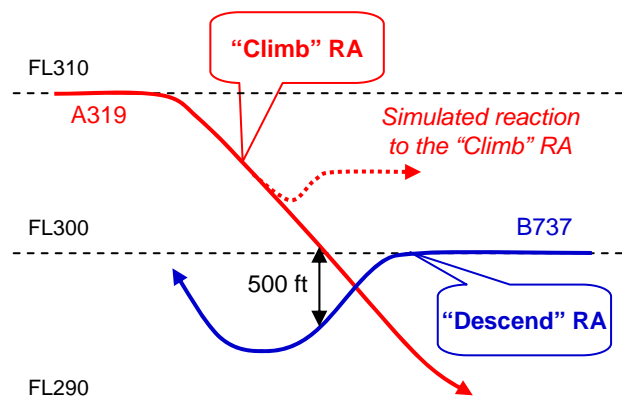 “Climb” RA
FL310
A319
Simulated reaction
to the “Climb” RA
FL300
B737
500 ft
“Descend” RA
FL290